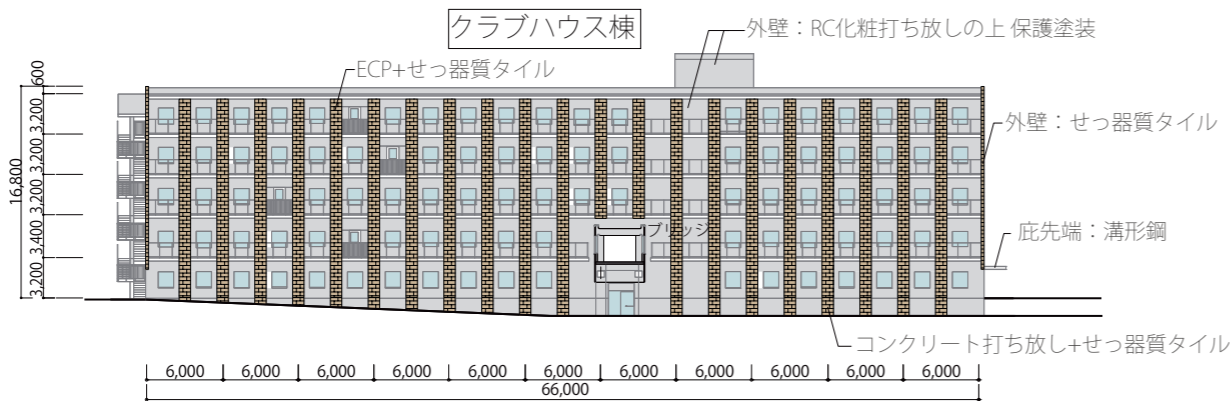 クラブハウス棟
外壁：RC化粧打ち放しの上 保護塗装
ECP+せっ器質タイル
外壁：せっ器質タイル
庇先端：溝形鋼
ブリッジ
コンクリート打ち放し+せっ器質タイル
600
3,200
3,200
3,200
3,400
3,200
16,800
6,000 6,000 6,000 6,000 6,000 6,000 6,000 6,000 6,000 6,000 6,000
66,000